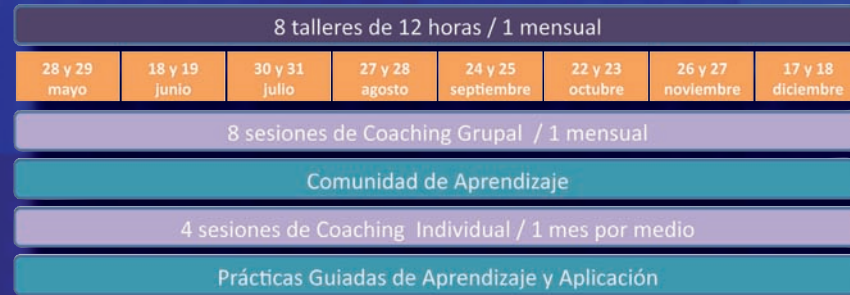 8 talleres de 12 horas / 1 mensual
28 y 29 mayo
18 y 19 junio
30 y 31 julio
27 y 28 agosto
24 y 25 septiembre
22 y 23 octubre
26 y 27 noviembre
17 y 18 diciembre
8 sesiones de Coaching Grupal / 1 mensual
Comunidad de Aprendizaje
4 sesiones de Coaching Individual / 1 mes por medio
Prácticas Guiadas de Aprendizaje y Aplicación